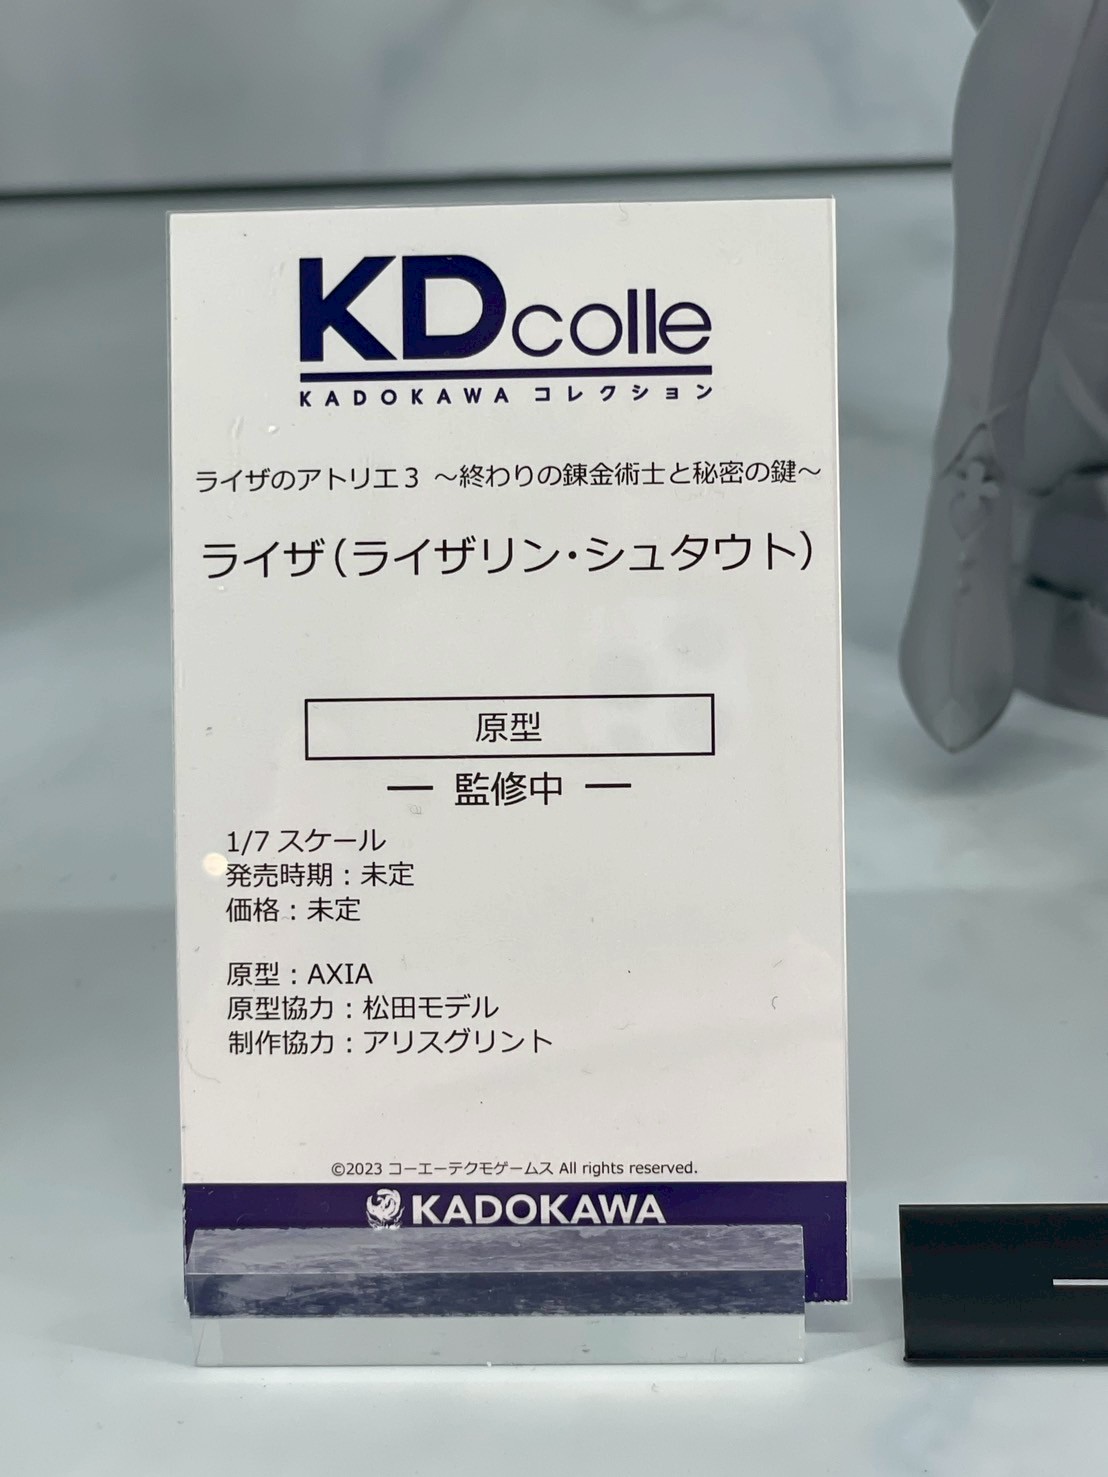 KDcolle
KADOKAWA コレクション
ライザのアトリエ３ ～終わりの錬金術士と秘密の鍵～
ライザ(ライザリン・シュタウト)
原型
― 監修中 ―
1/7 スケール
発売時期：未定
価格：未定
原型：AXIA
原型協力：松田モデル
制作協力：アリスグリント
©2023 コーエーテクモゲームス All rights reserved.
KADOKAWA